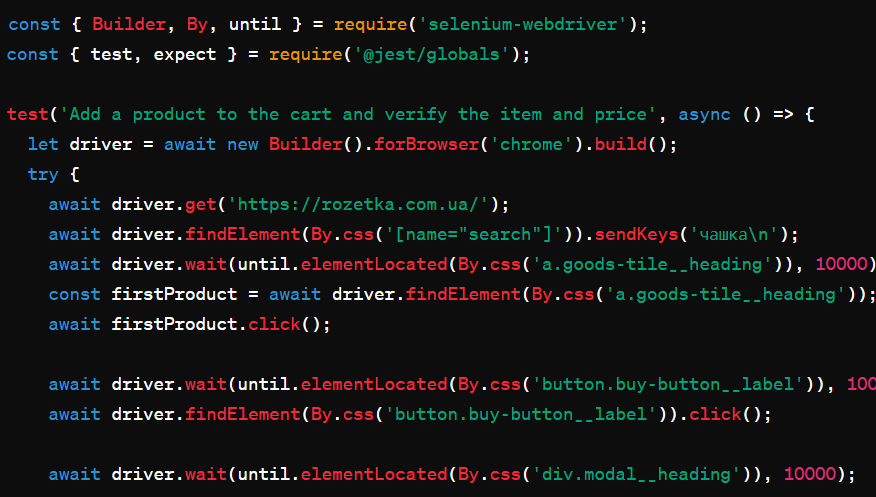 const { Builder, By, until } = require('selenium-webdriver');
const { test, expect } = require('@jest/globals');
test('Add a product to the cart and verify the item and price', async () => {
let driver = await new Builder().forBrowser('chrome').build();
try {
await driver.get('https://rozetka.com.ua/');
await driver.findElement(By.css('[name="search"]')).sendKeys('чашка\n');
await driver.wait(until.elementLocated(By.css('a.goods-tile__heading')), 10000)
const firstProduct = await driver.findElement(By.css('a.goods-tile__heading'));
await firstProduct.click();
await driver.wait(until.elementLocated(By.css('button.buy-button__label')), 100
await driver.findElement(By.css('button.buy-button__label')).click();
await driver.wait(until.elementLocated(By.css('div.modal__heading')), 10000);